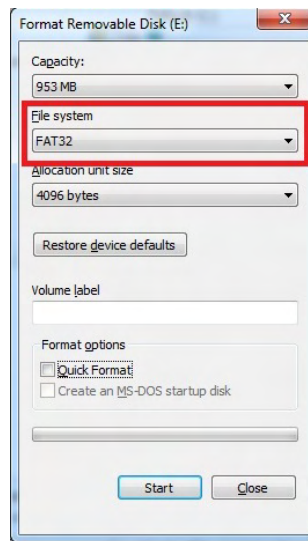 Format Removable Disk (E:)
Capacity:
953 MB
File system
FAT32
Allocation unit size
4096 bytes
Restore device defaults
Volume label
Format options
Quick Format
Create an MS-DOS startup disk
Start
Close